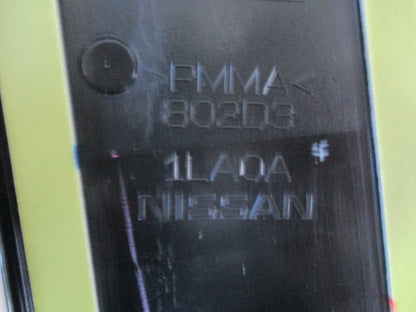 >PMMA<
802D3
1LA0A
NISSAN